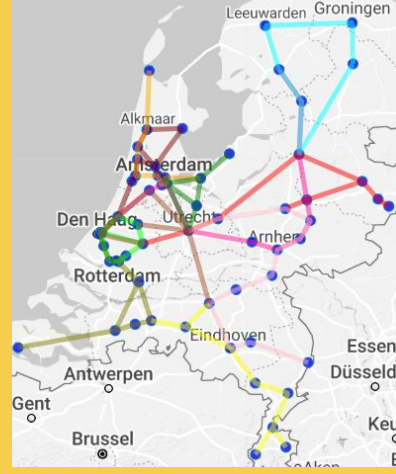 Leeuwarden
Groningen
Alkmaar
Amsterdam
Den Haag
Utrecht
Arnhem
Rotterdam
Eindhoven
Essen
Antwerpen
Düsseld
Gent
Brussel
Keu
Aken